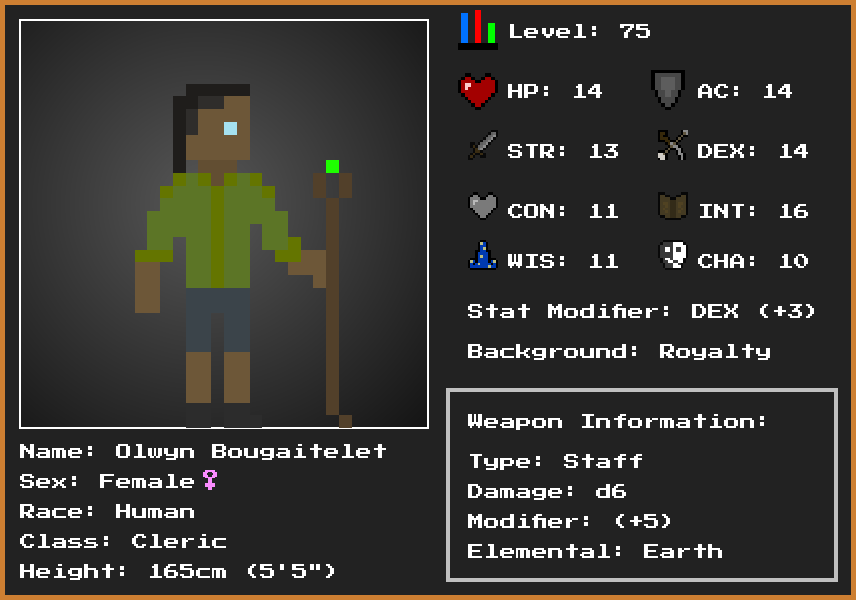 Level: 75
HP: 14
AC: 14
STR: 13
DEX: 14
CON: 11
INT: 16
WIS: 11
CHA: 10
Stat Modifier: DEX (+3)
Background: Royalty
Weapon Information:
Type: Staff
Damage: d6
Modifier: (+5)
Elemental: Earth
Name: Olwyn Bougaitelet
Sex: Female♀
Race: Human
Class: Cleric
Height: 165cm (5'5")